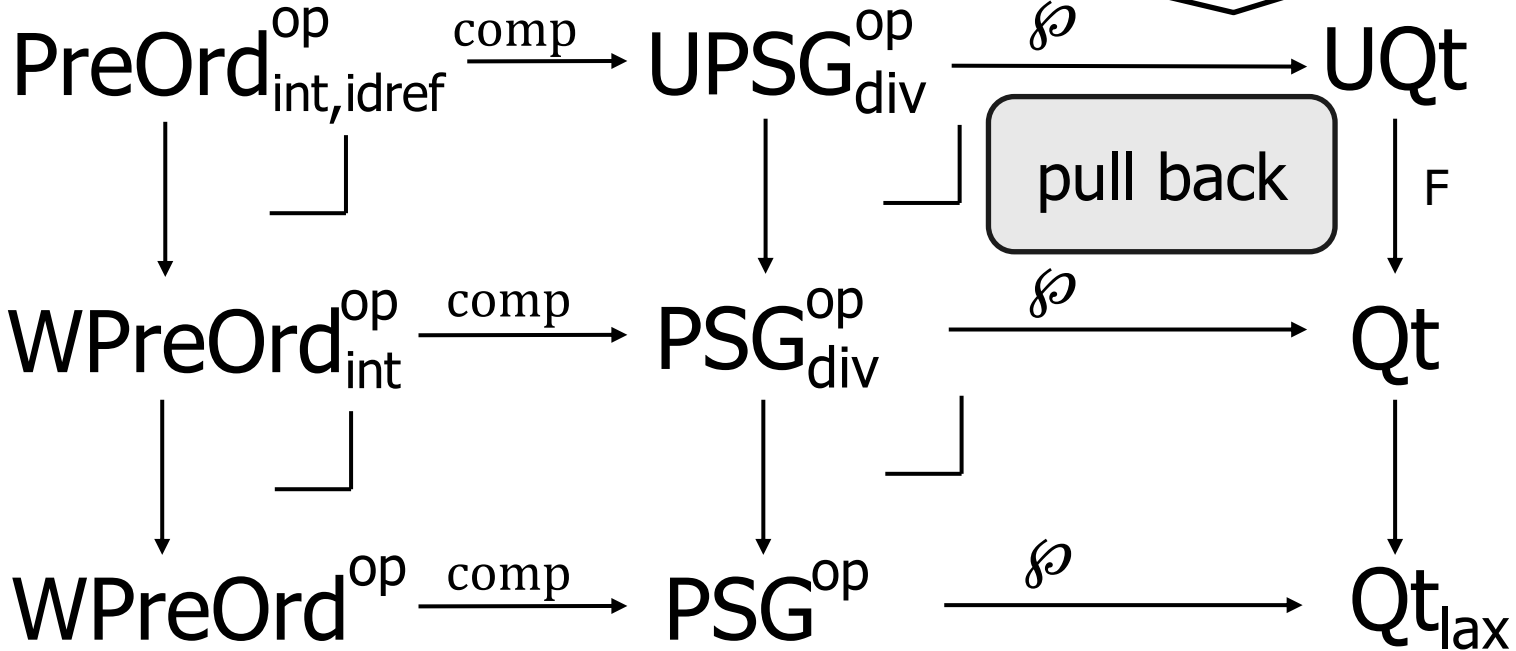 PreOrd^op_int,idref comp UPSG^op_div ℘ UQt
pull back F
WPreOrd^op_int comp PSG^op_div ℘ Qt
WPreOrd^op comp PSG^op ℘ Qt_lax